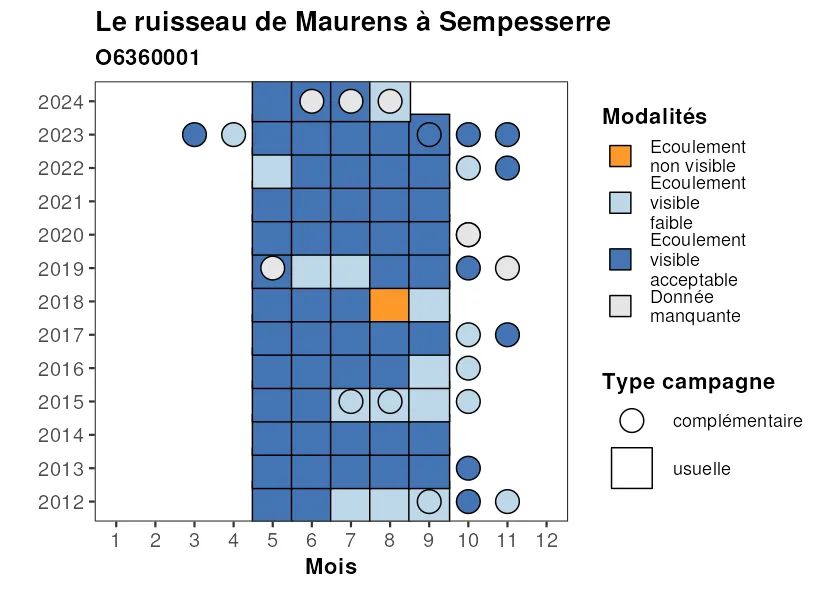 Le ruisseau de Maurens à Sempesserre
O6360001
2024
2023
2022
2021
2020
2019
2018
2017
2016
2015
2014
2013
2012
1 2 3 4 5 6 7 8 9 10 11 12
Mois
Modalités
Ecoulement
non visible
Ecoulement
visible
faible
Ecoulement
visible
acceptable
Donnée
manquante
Type campagne
complémentaire
usuelle